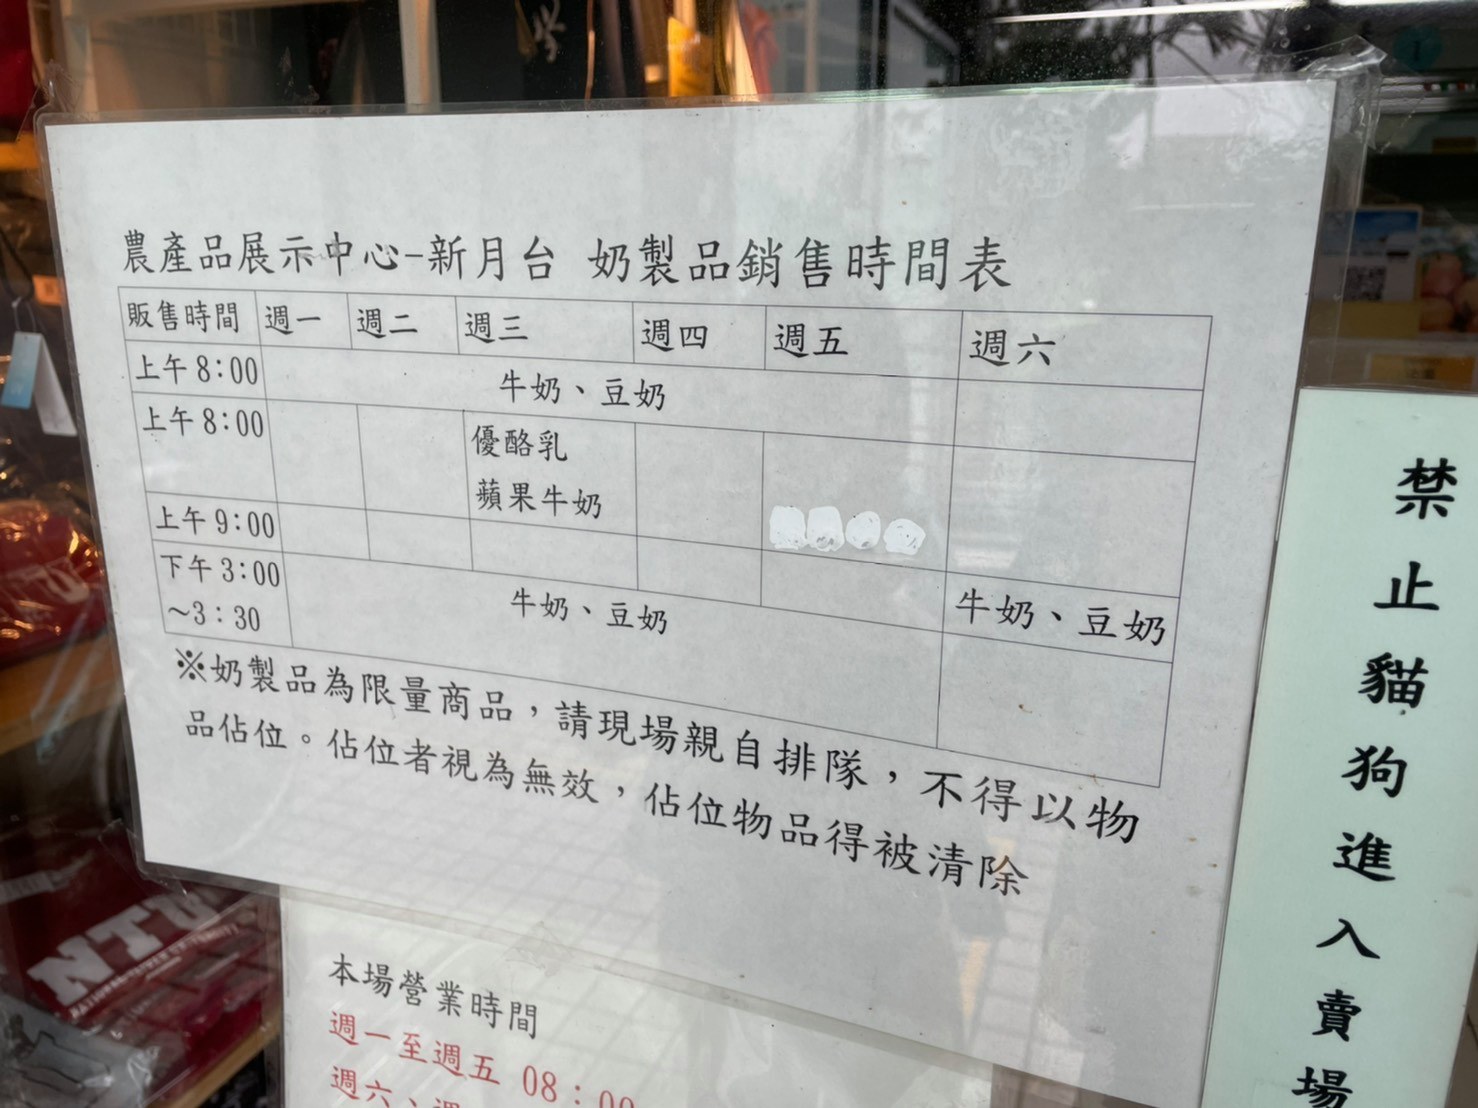 農產品展示中心-新月台 奶製品銷售時間表
販售時間 週一 週二 週三 週四 週五 週六
上午8:00 牛奶、豆奶
上午8:00 優酪乳
蘋果牛奶
上午9:00 牛奶、豆奶
下午3:00 牛奶、豆奶
～3:30
※奶製品為限量商品，請現場親自排隊，不得以物
品佔位。佔位者視為無效，佔位物品得被清除
本場營業時間
週一至週五 08:00
週六、週
禁止貓狗進入賣場
NTU